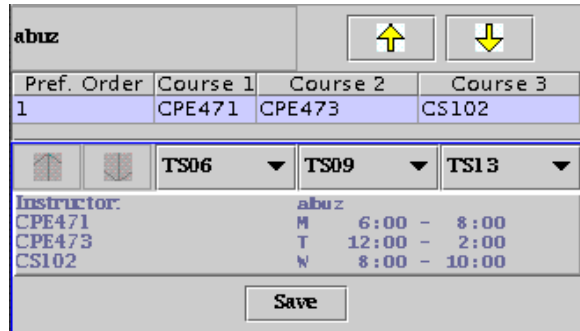 abuz
Pref. Order Course 1 Course 2 Course 3
1 CPE471 CPE473 CS102
TS06 TS09 TS13
Instructor: abuz
CPE471 M 6:00 - 8:00
CPE473 T 12:00 - 2:00
CS102 W 8:00 - 10:00
Save